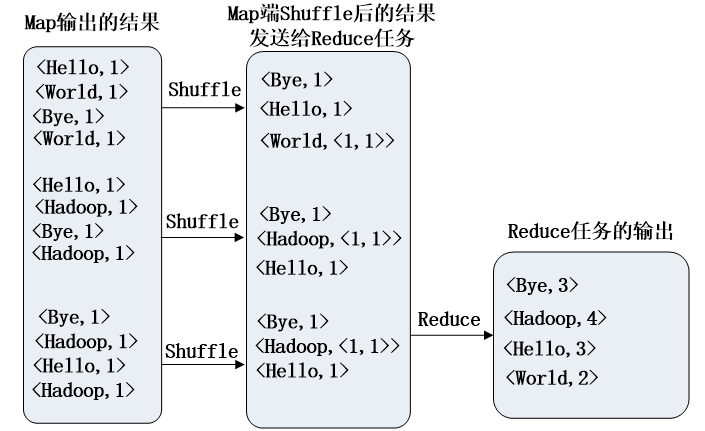 Map输出的结果
<Hello,1>
<World,1>
<Bye,1>
<World,1>
<Hello,1>
<Hadoop,1>
<Bye,1>
<Hadoop,1>
<Bye,1>
<Hadoop,1>
<Hello,1>
<Hadoop,1>
Shuffle
Shuffle
Shuffle
Map端Shuffle后的结果
发送给Reduce任务
<Bye,1>
<Hello,1>
<World,<1,1>>
<Bye,1>
<Hadoop,<1,1>>
<Hello,1>
<Bye,1>
<Hadoop,<1,1>>
<Hello,1>
Reduce
Reduce任务的输出
<Bye,3>
<Hadoop,4>
<Hello,3>
<World,2>